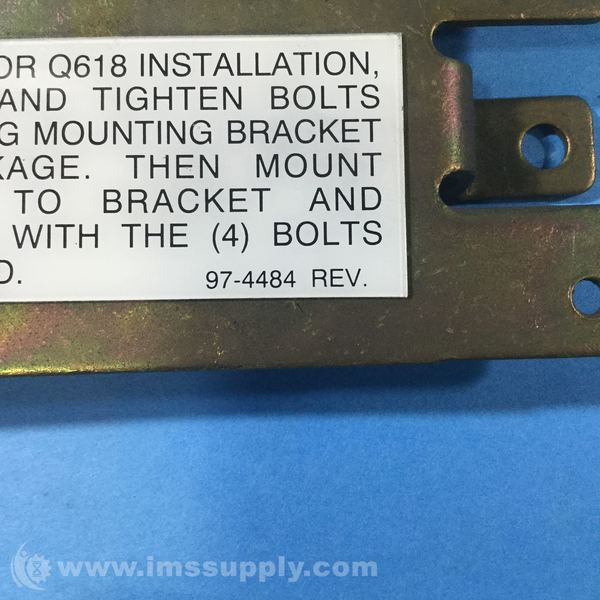 OR Q618 INSTALLATION,
AND TIGHTEN BOLTS
G MOUNTING BRACKET
KAGE. THEN MOUNT
TO BRACKET AND
WITH THE (4) BOLTS
D.
97-4484 REV.
www.imssupply.com